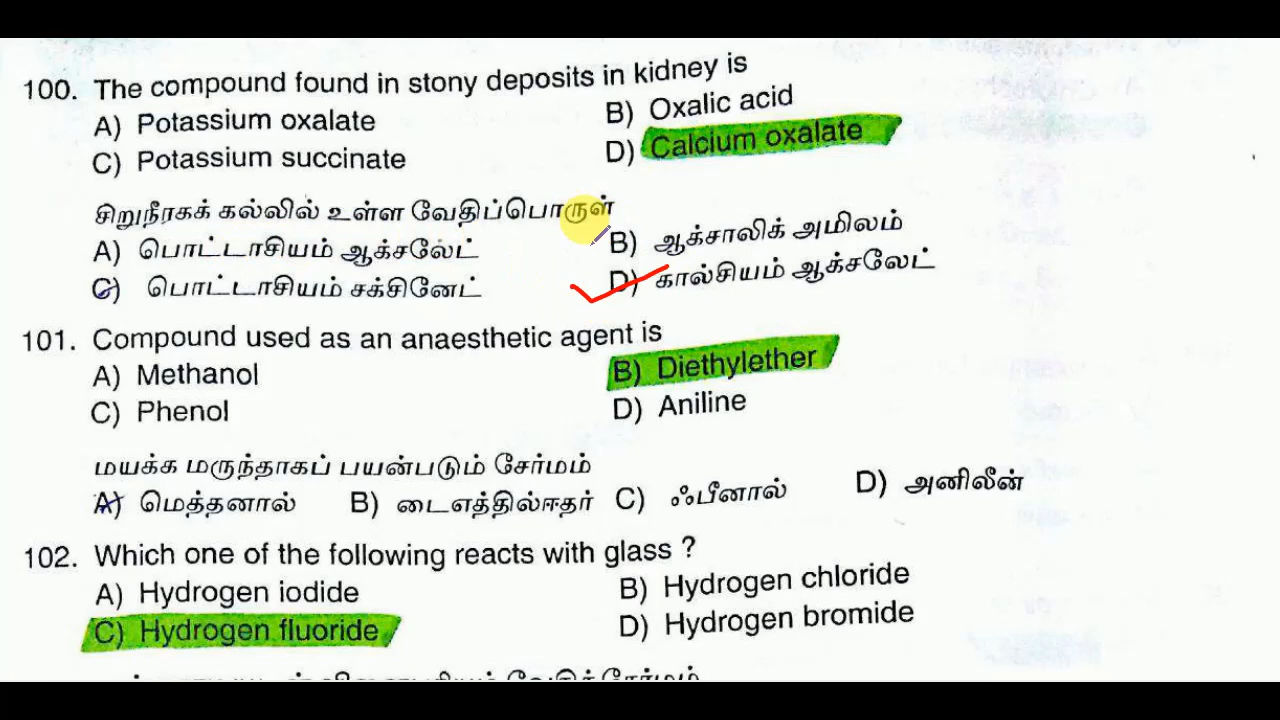 100. The compound found in stony deposits in kidney is
A) Potassium oxalate B) Oxalic acid
C) Potassium succinate D) Calcium oxalate
சிறுநீரகக் கல்லில் உள்ள வேதிப்பொருள்
A) பொட்டாசியம் ஆக்சலேட் B) ஆக்சாலிக் அமிலம்
C) பொட்டாசியம் சக்சினேட் D) கால்சியம் ஆக்சலேட்
101. Compound used as an anaesthetic agent is
A) Methanol B) Diethylether
C) Phenol D) Aniline
மயக்க மருந்தாகப் பயன்படும் சேர்மம்
A) மெத்தனால் B) டைஎத்தில்ஈதர் C) ஃபீனால் D) அனிலீன்
102. Which one of the following reacts with glass ?
A) Hydrogen iodide B) Hydrogen chloride
C) Hydrogen fluoride D) Hydrogen bromide